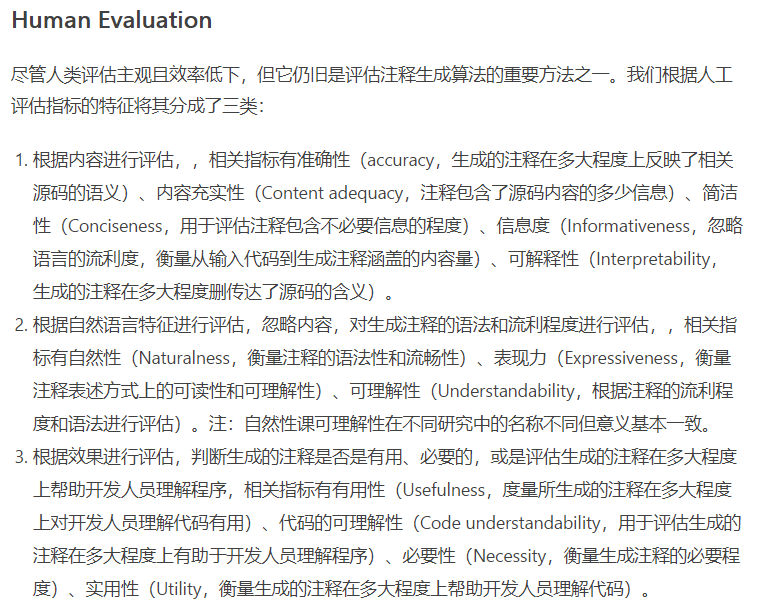 Human Evaluation
尽管人类评估主观且效率低下，但它仍旧是评估注释生成算法的重要方法之一。我们根据人工
评估指标的特征将其分成了三类：
1. 根据内容进行评估，，相关指标有准确性（accuracy，生成的注释在多大程度上反映了相关
源码的语义）、内容充实性（Content adequacy，注释包含了源码内容的多少信息）、简洁
性（Conciseness，用于评估注释包含不必要信息的程度）、信息度（Informativeness，忽略
语言的流利度，衡量从输入代码到生成注释涵盖的内容量）、可解释性（Interpretability，
生成的注释在多大程度删传达了源码的含义）。
2. 根据自然语言特征进行评估，忽略内容，对生成注释的语法和流利程度进行评估，，相关指
标有自然性（Naturalness，衡量注释的语法性和流畅性）、表现力（Expressiveness，衡量
注释表述方式上的可读性和可理解性）、可理解性（Understandability，根据注释的流利程
度和语法进行评估）。注：自然性课可理解性在不同研究中的名称不同但意义基本一致。
3. 根据效果进行评估，判断生成的注释是否是有用、必要的，或是评估生成的注释在多大程度
上帮助开发人员理解程序，相关指标有有用性（Usefulness，度量所生成的注释在多大程度
上对开发人员理解代码有用）、代码的可理解性（Code understandability，用于评估生成的
注释在多大程度上有助于开发人员理解程序）、必要性（Necessity，衡量生成注释的必要程
度）、实用性（Utility，衡量生成的注释在多大程度上帮助开发人员理解代码）。